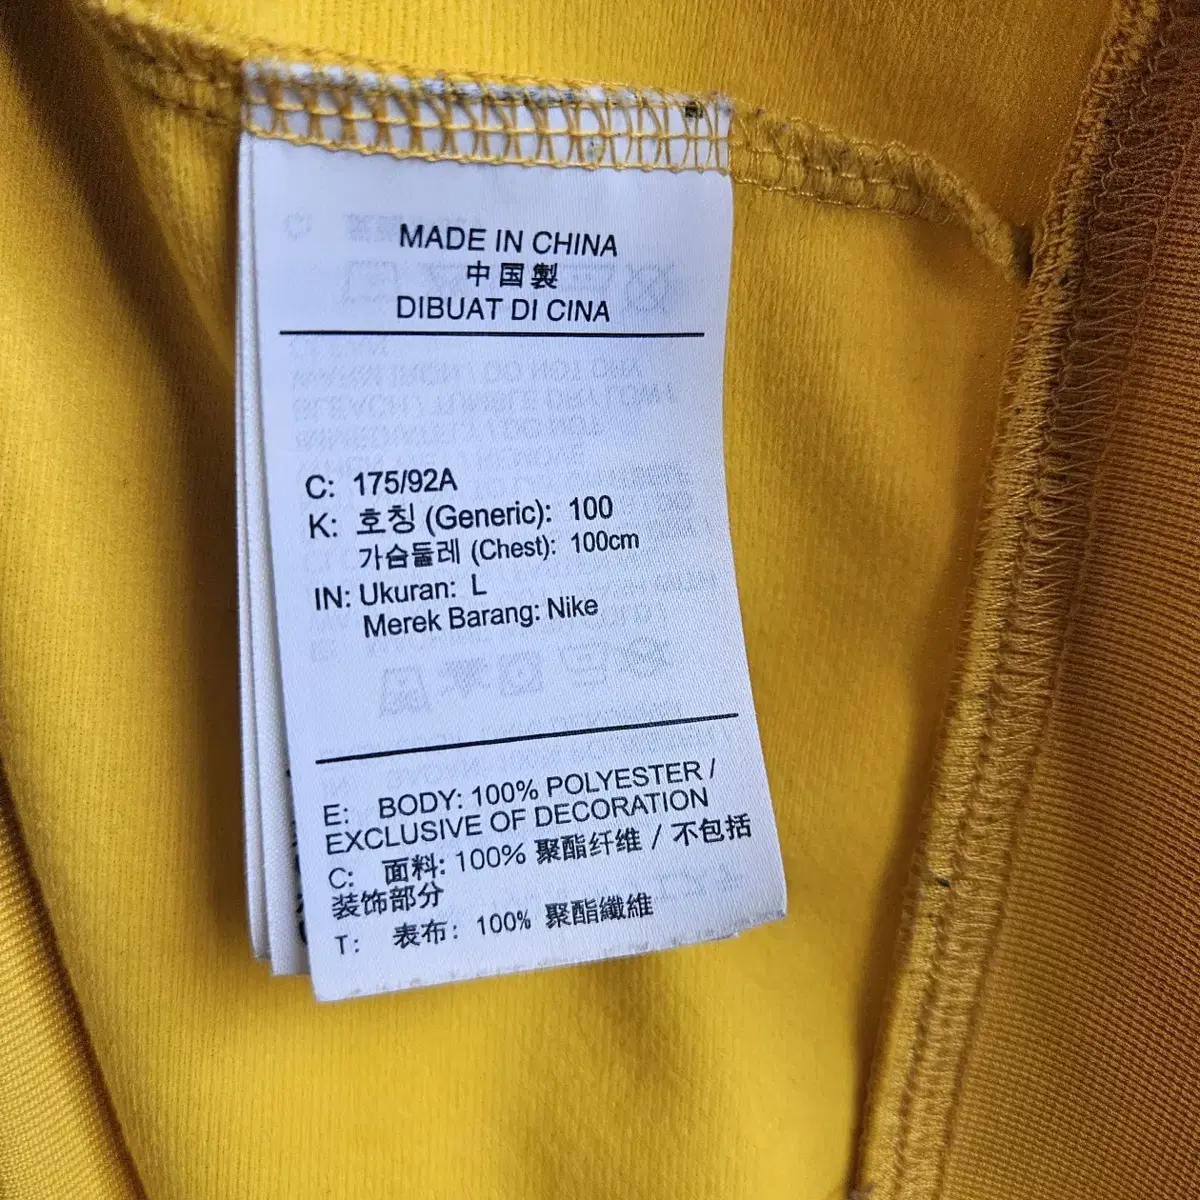 MADE IN CHINA
中国製
DIBUAT DI CINA
C: 175/92A
K: 호칭 (Generic): 100
가슴둘레 (Chest): 100cm
IN: Ukuran: L
Merek Barang: Nike
E: BODY: 100% POLYESTER /
EXCLUSIVE OF DECORATION
C: 面料: 100% 聚酯纤维 / 不包括
装饰部分
T: 表布: 100% 聚酯纖維